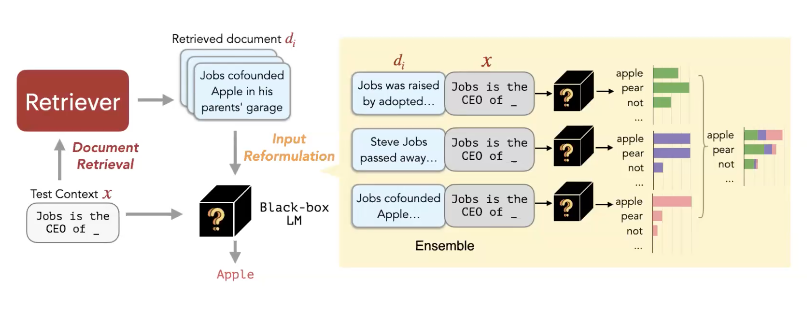 Retrieved document di
Jobs cofounded
Apple in his
parents' garage
Retriever
Document
Retrieval
Input
Reformulation
Test Context x
Jobs is the
CEO of _
?
Black-box
LM
Apple
di
x
Jobs was raised
by adopted...
Jobs is the
CEO of _
?
apple
pear
not
...
Steve Jobs
passed away...
Jobs is the
CEO of _
?
apple
pear
not
...
Jobs cofounded
Apple...
Jobs is the
CEO of _
?
apple
pear
not
...
apple
pear
not
...
Ensemble